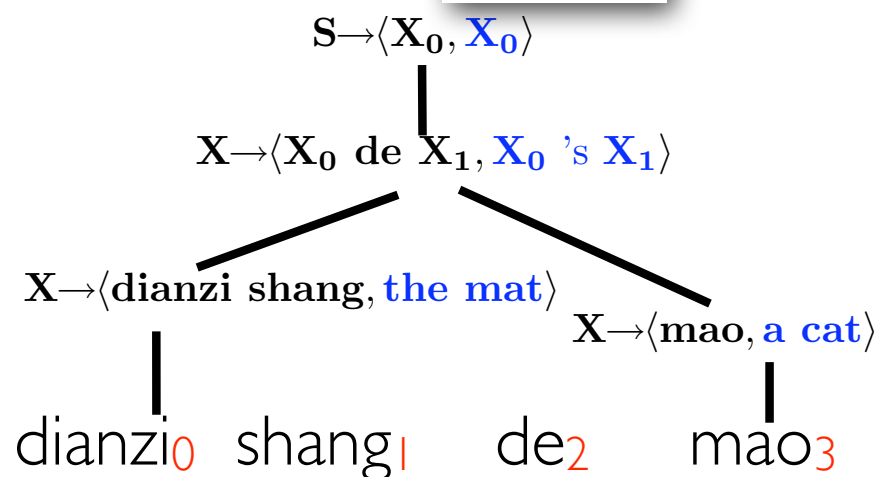 S→⟨X₀, X₀⟩
X→⟨X₀ de X₁, X₀ 's X₁⟩
X→⟨dianzi shang, the mat⟩
X→⟨mao, a cat⟩
dianzi₀ shang₁ de₂ mao₃